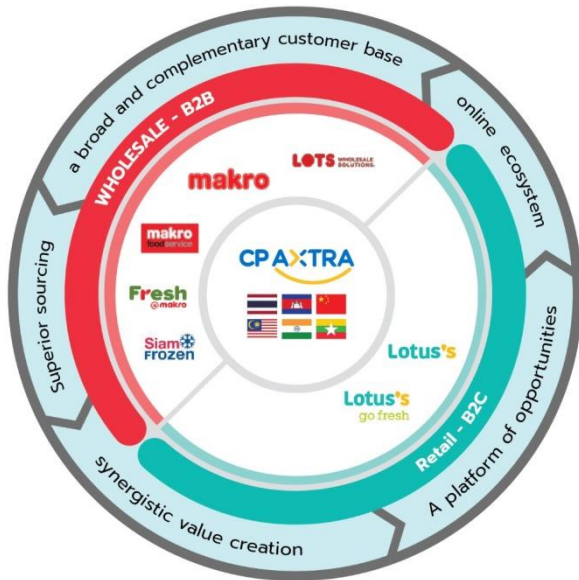 a broad and complementary customer base
online ecosystem
A platform of opportunities
synergistic value creation
Superior sourcing
WHOLESALE - B2B
Retail - B2C
LOTS WHOLESALE
SOLUTIONS.
makro
makro
foodservice
Fresh
@makro
Siam
FROZEN
CP AXTRA
Lotus's
Lotus's
go fresh